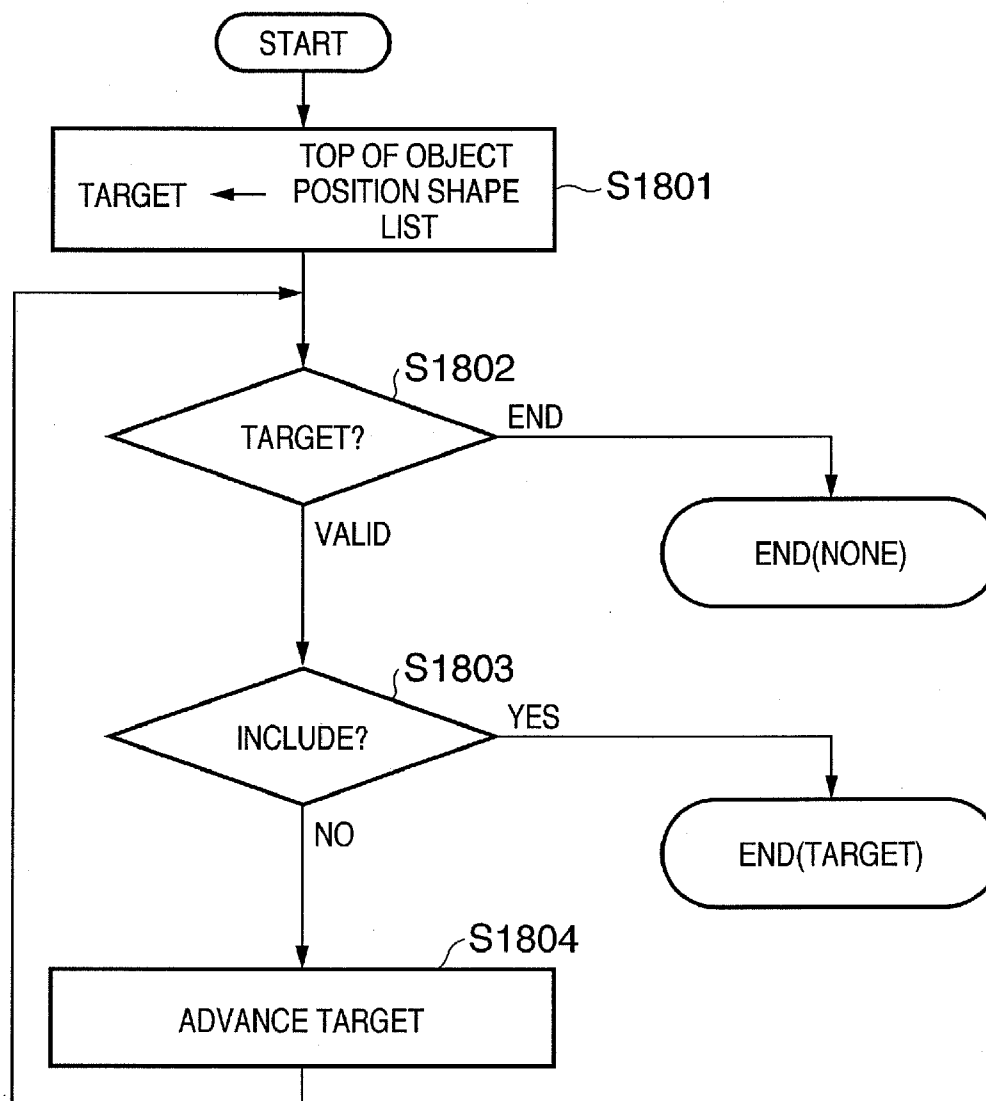 START
TOP OF OBJECT
TARGET
POSITION SHAPE
LIST
S1801
S1802
TARGET?
END
VALID
END(NONE)
S1803
INCLUDE?
YES
NO
END(TARGET)
S1804
ADVANCE TARGET